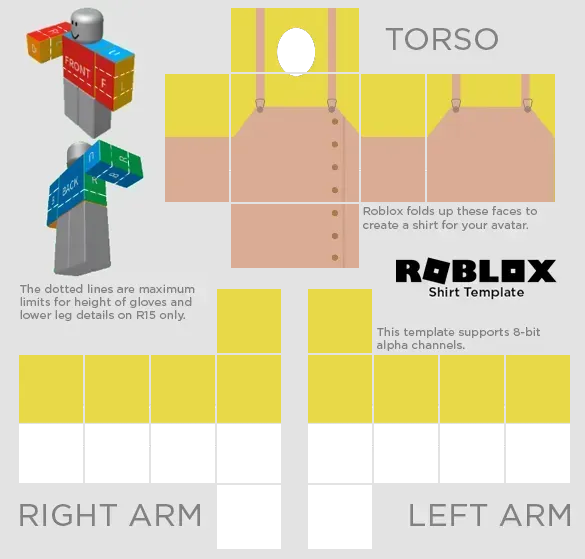 TORSO
FRONT
F
L
BACK
R
B
Roblox folds up these faces to
create a shirt for your avatar.
ROBLOX
Shirt Template
The dotted lines are maximum
limits for height of gloves and
lower leg details on R15 only.
This template supports 8-bit
alpha channels.
RIGHT ARM
LEFT ARM